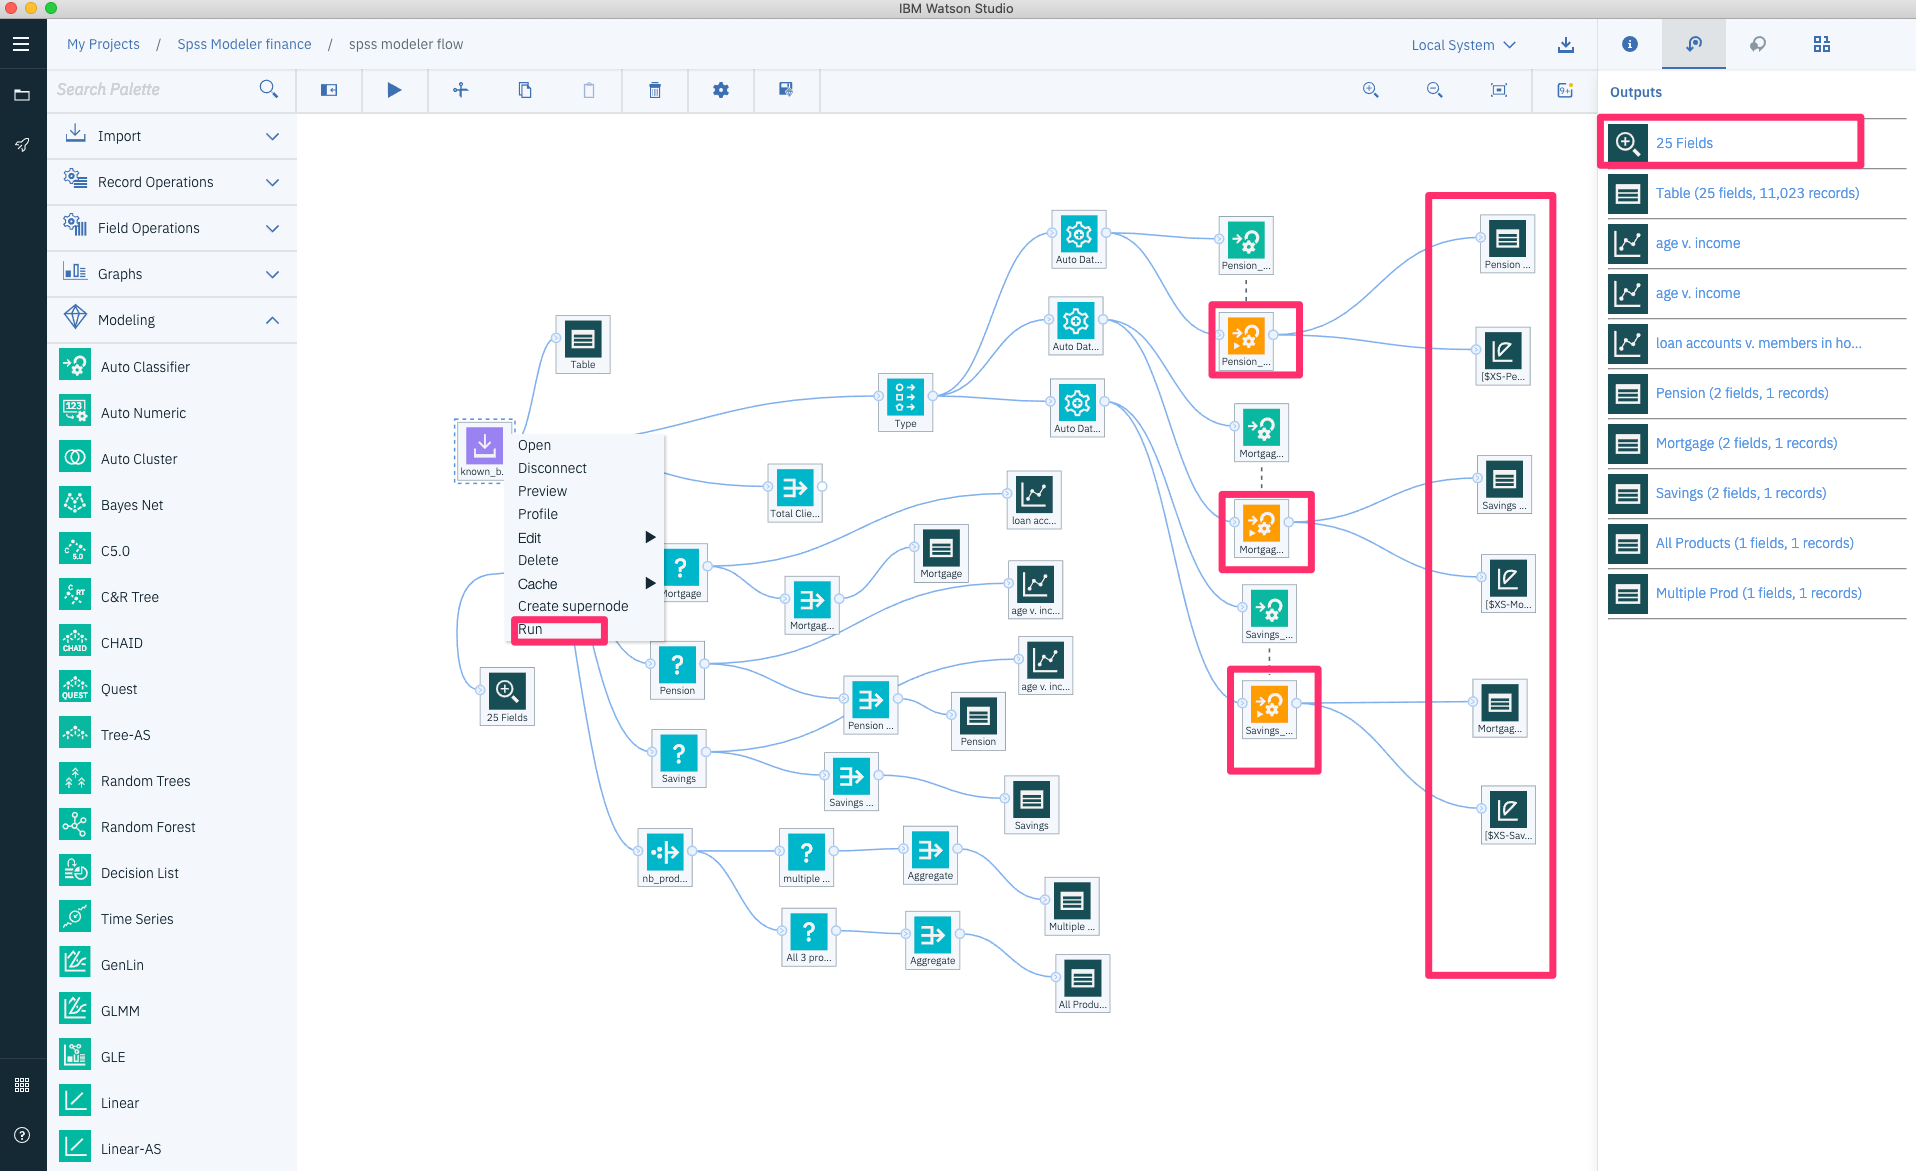 IBM Watson Studio
My Projects / Spss Modeler finance / spss modeler flow
Local System
Search Palette
Import
Record Operations
Field Operations
Graphs
Modeling
Auto Classifier
Auto Numeric
Auto Cluster
Bayes Net
C5.0
C&R Tree
CHAID
Quest
Tree-AS
Random Trees
Random Forest
Decision List
Time Series
GenLin
GLMM
GLE
Linear
Linear-AS
123
5.0
RT
CHAID
QUEST
Table
known_b...
Open
Disconnect
Preview
Profile
Edit
Delete
Cache
Create supernode
Run
25 Fields
Type
Total Clie...
Mortgage
Mortgag...
Mortgage
loan acc...
age v. inc...
age v. inc...
Pension
Pension ...
Pension
Savings
Savings ...
Savings
nb_prod...
multiple ...
Aggregate
Multiple ...
All 3 pro...
Aggregate
All Produ...
Auto Dat...
Auto Dat...
Auto Dat...
Pension_...
Pension_...
Mortgag...
Mortgag...
Savings_...
Savings_...
Pension ...
[$XS-Pe...
Savings ...
[$XS-Mo...
Mortgag...
[$XS-Sav...
9+
Outputs
25 Fields
Table (25 fields, 11,023 records)
age v. income
age v. income
loan accounts v. members in ho...
Pension (2 fields, 1 records)
Mortgage (2 fields, 1 records)
Savings (2 fields, 1 records)
All Products (1 fields, 1 records)
Multiple Prod (1 fields, 1 records)